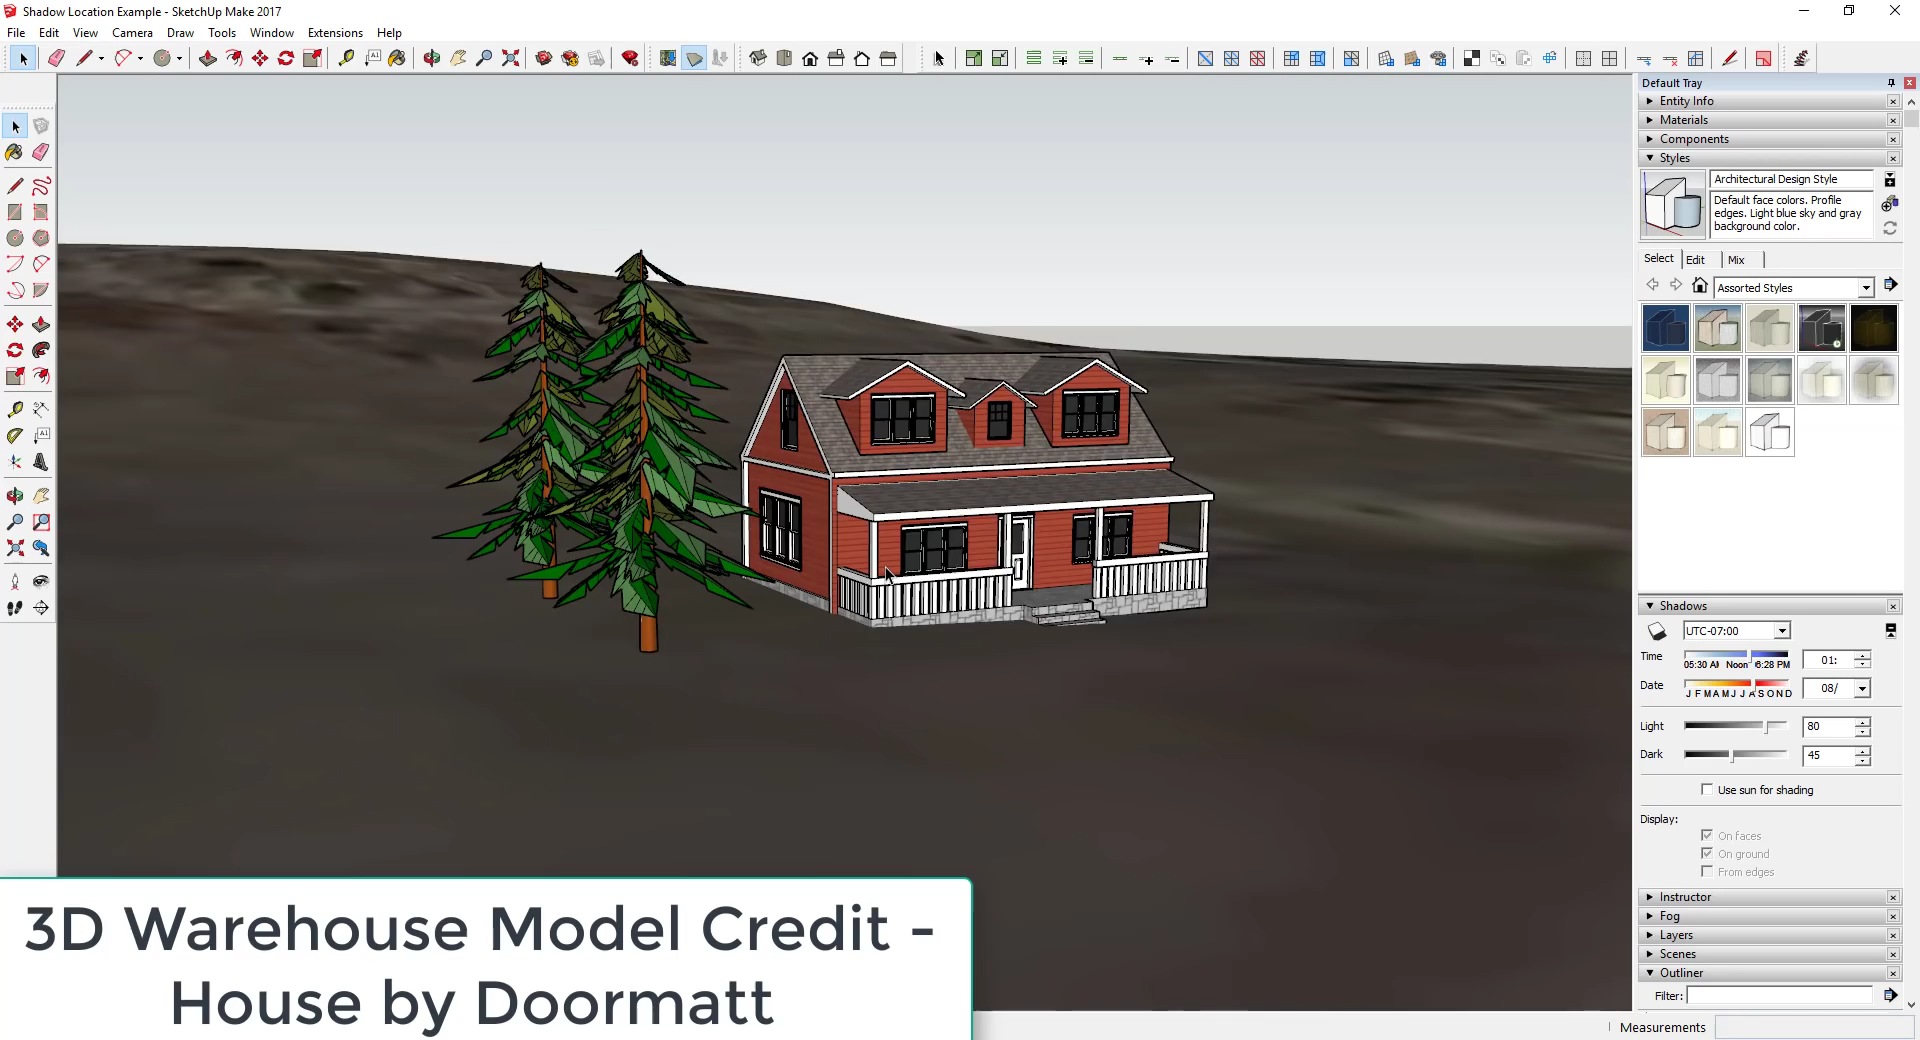 Shadow Location Example - SketchUp Make 2017
File Edit View Camera Draw Tools Window Extensions Help
Default Tray
Entity Info
Materials
Components
Styles
Architectural Design Style
Default face colors. Profile
edges. Light blue sky and gray
background color.
Select Edit Mix
Assorted Styles
Shadows
UTC-07:00
Time 05:30 AM Noon 6:28 PM 01:
Date J F M A M J J A S O N D 08/
Light 80
Dark 45
Use sun for shading
Display:
On faces
On ground
From edges
Instructor
Fog
Layers
Scenes
Outliner
Filter:
Measurements
3D Warehouse Model Credit -
House by Doormatt